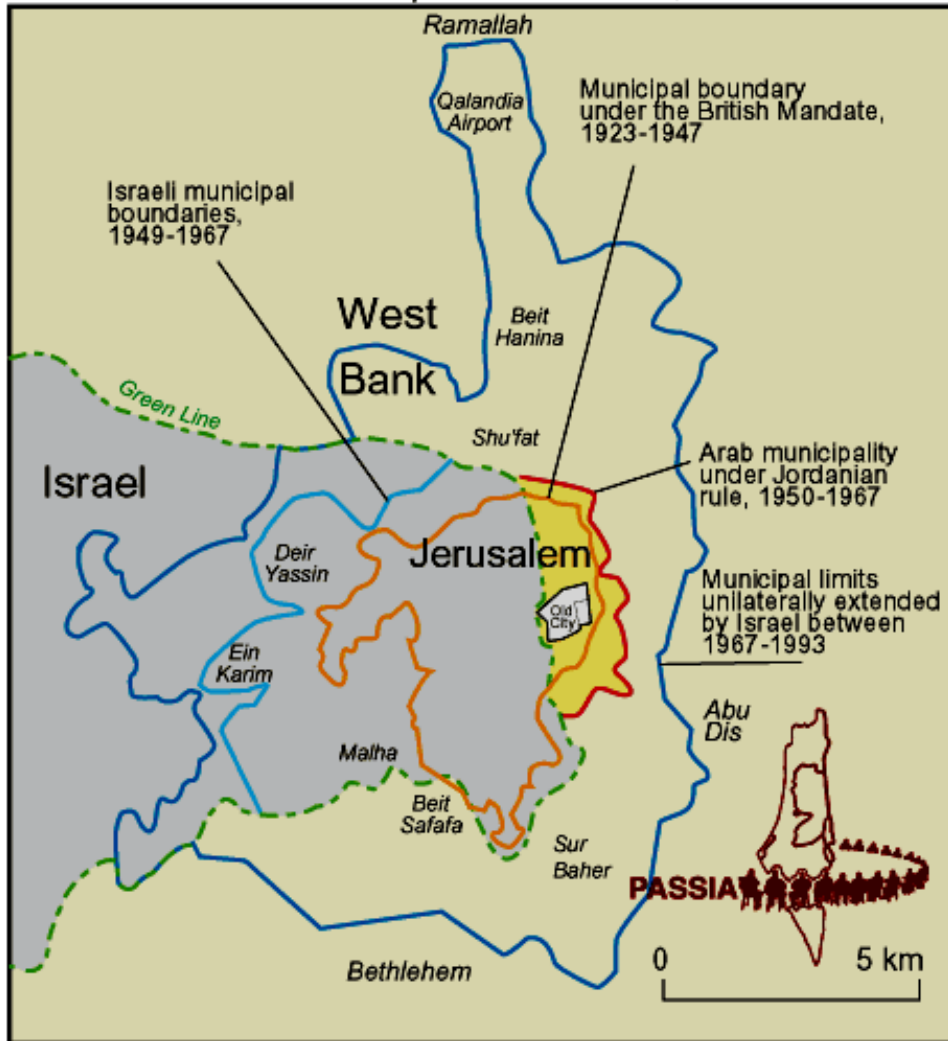 Ramallah
Qalandia
Airport
Municipal boundary
under the British Mandate,
1923-1947
Israeli municipal
boundaries,
1949-1967
West
Bank
Beit
Hanina
Green Line
Shu'fat
Israel
Arab municipality
under Jordanian
rule, 1950-1967
Deir
Yassin
Jerusalem
Old
City
Municipal limits
unilaterally extended
by Israel between
1967-1993
Ein
Karim
Abu
Dis
Malha
Beit
Safafa
Sur
Baher
PASSIA
Bethlehem
0 5 km